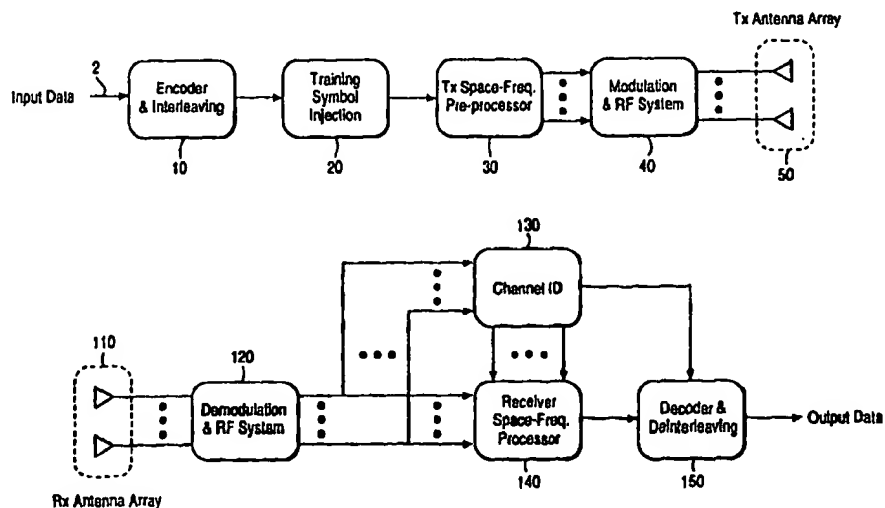 Tx Antenna Array
2
Input Data
Encoder
& Interleaving
Training
Symbol
Injection
Tx Space-Freq.
Pre-processor
Modulation
& RF System
10
20
30
40
50
130
Channel ID
110
120
Demodulation
& RF System
Receiver
Space-Freq.
Processor
Decoder &
Deinterleaving
Output Data
140
150
Rx Antenna Array